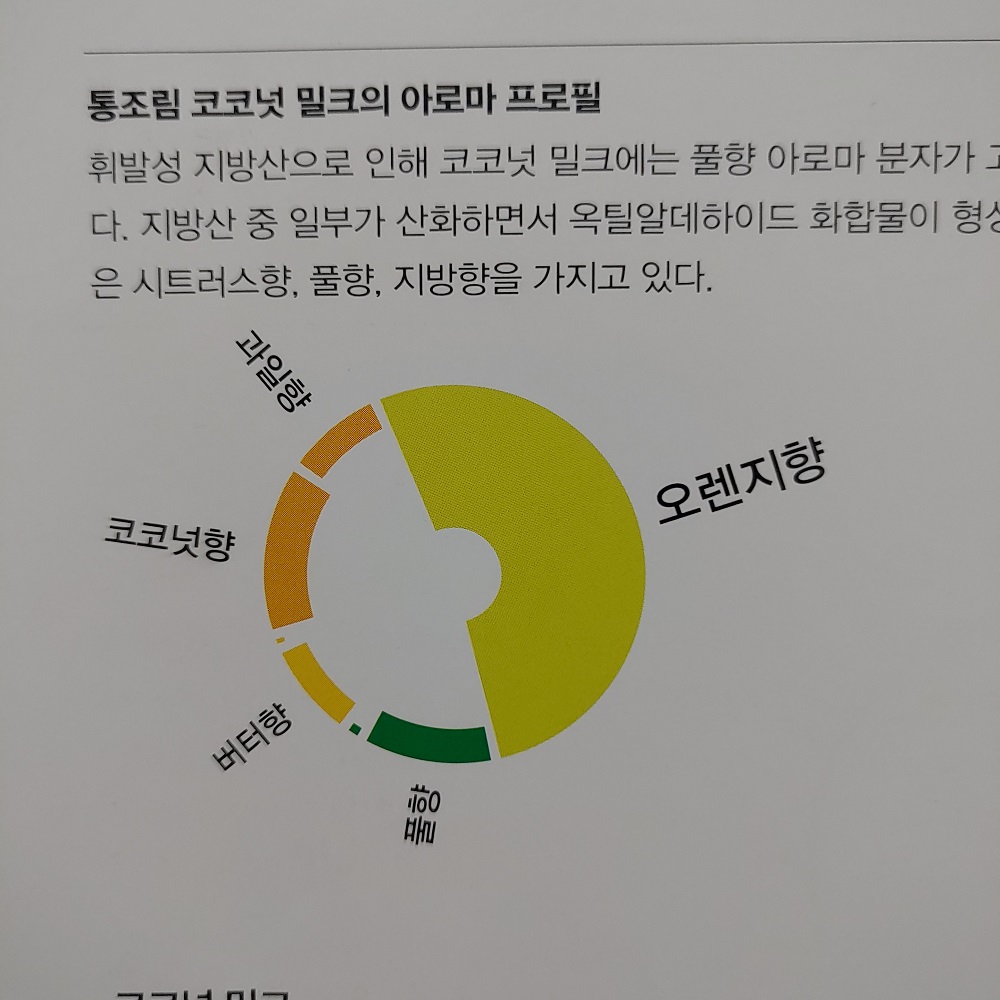 통조림 코코넛 밀크의 아로마 프로필
휘발성 지방산으로 인해 코코넛 밀크에는 풀향 아로마 분자가
다. 지방산 중 일부가 산화하면서 옥틸알데하이드 화합물이
은 시트러스향, 풀향, 지방향을 가지고 있다.
과일향
오렌지향
코코넛향
버터향
풀향